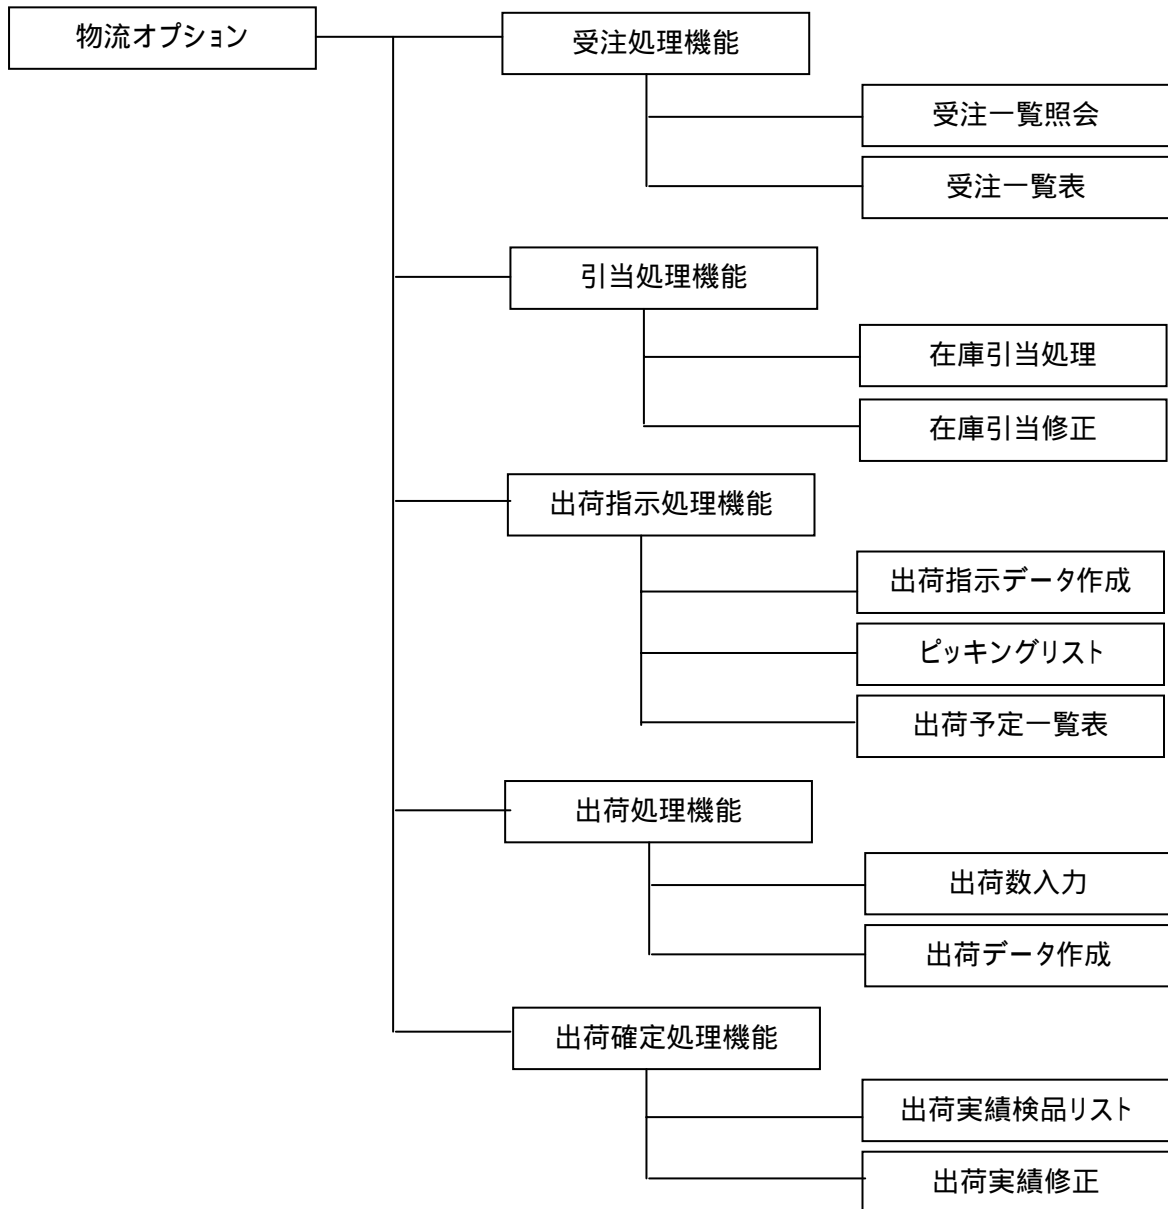 物流オプション
受注処理機能
受注一覧照会
受注一覧表
引当処理機能
在庫引当処理
在庫引当修正
出荷指示処理機能
出荷指示データ作成
ピッキングリスト
出荷予定一覧表
出荷処理機能
出荷数入力
出荷データ作成
出荷確定処理機能
出荷実績検品リスト
出荷実績修正